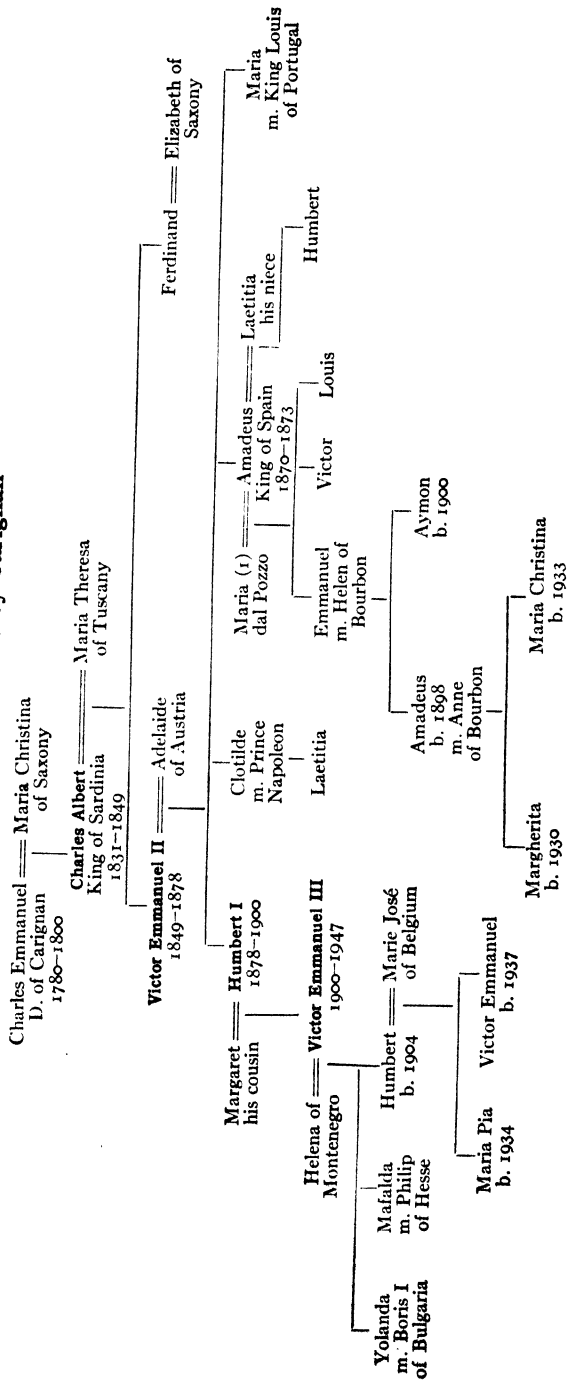 Carignan
Charles Emmanuel == Maria Christina
D. of Carignan of Saxony
1780–1800
Charles Albert == Maria Theresa
King of Sardinia of Tuscany
1831–1849
Victor Emmanuel II == Adelaide
1849–1878 of Austria
Ferdinand == Elizabeth of
Saxony
Margaret == Humbert I
his cousin 1878–1900
Clotilde
m. Prince
Napoleon
Laetitia
Maria (1) == Amadeus == Laetitia
dal Pozzo King of Spain his niece
1870–1873
Maria
m. King Louis
of Portugal
Helena of == Victor Emmanuel III
Montenegro 1900–1947
Emmanuel
m. Helen of
Bourbon
Victor
Louis
Humbert
Yolanda
m. Boris I
of Bulgaria
Mafalda
m. Philip
of Hesse
Humbert == Marie José
b. 1904 of Belgium
Amadeus
b. 1898
m. Anne
of Bourbon
Aymon
b. 1900
Maria Pia
b. 1934
Victor Emmanuel
b. 1937
Margherita
b. 1930
Maria Christina
b. 1933